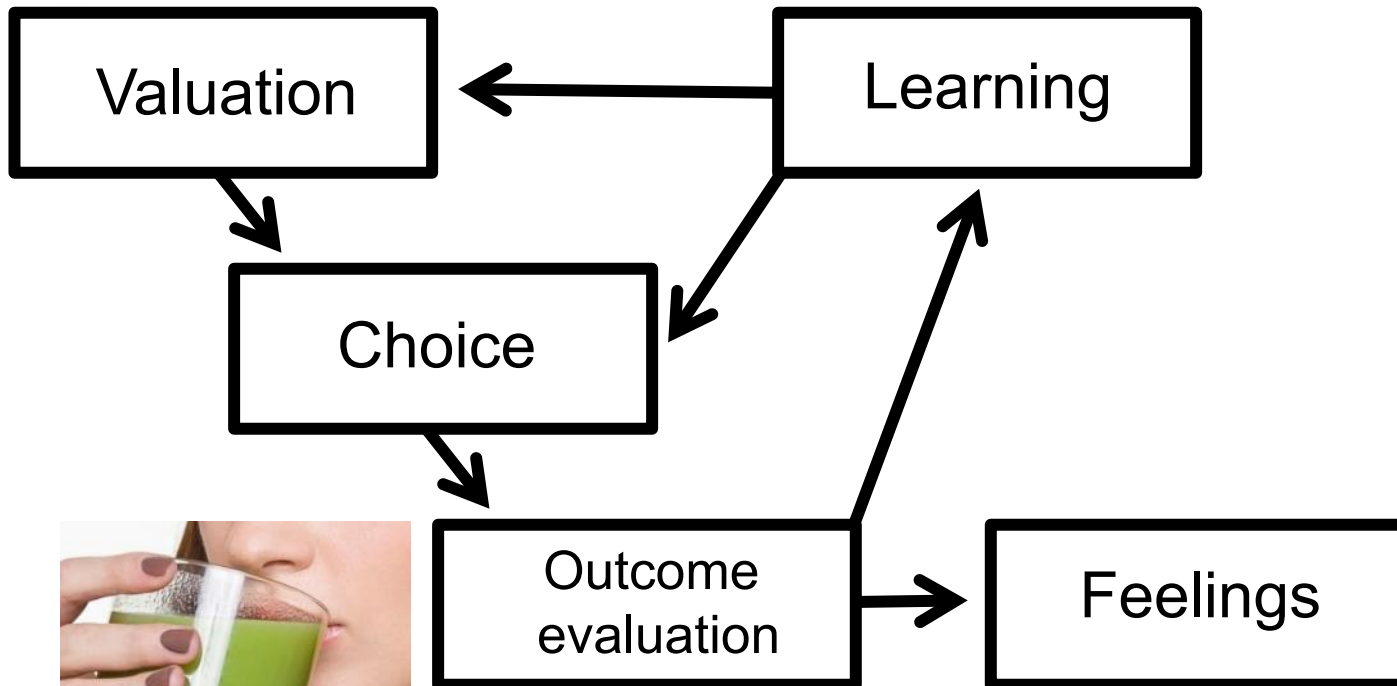 Valuation
Learning
Choice
Outcome
evaluation
Feelings